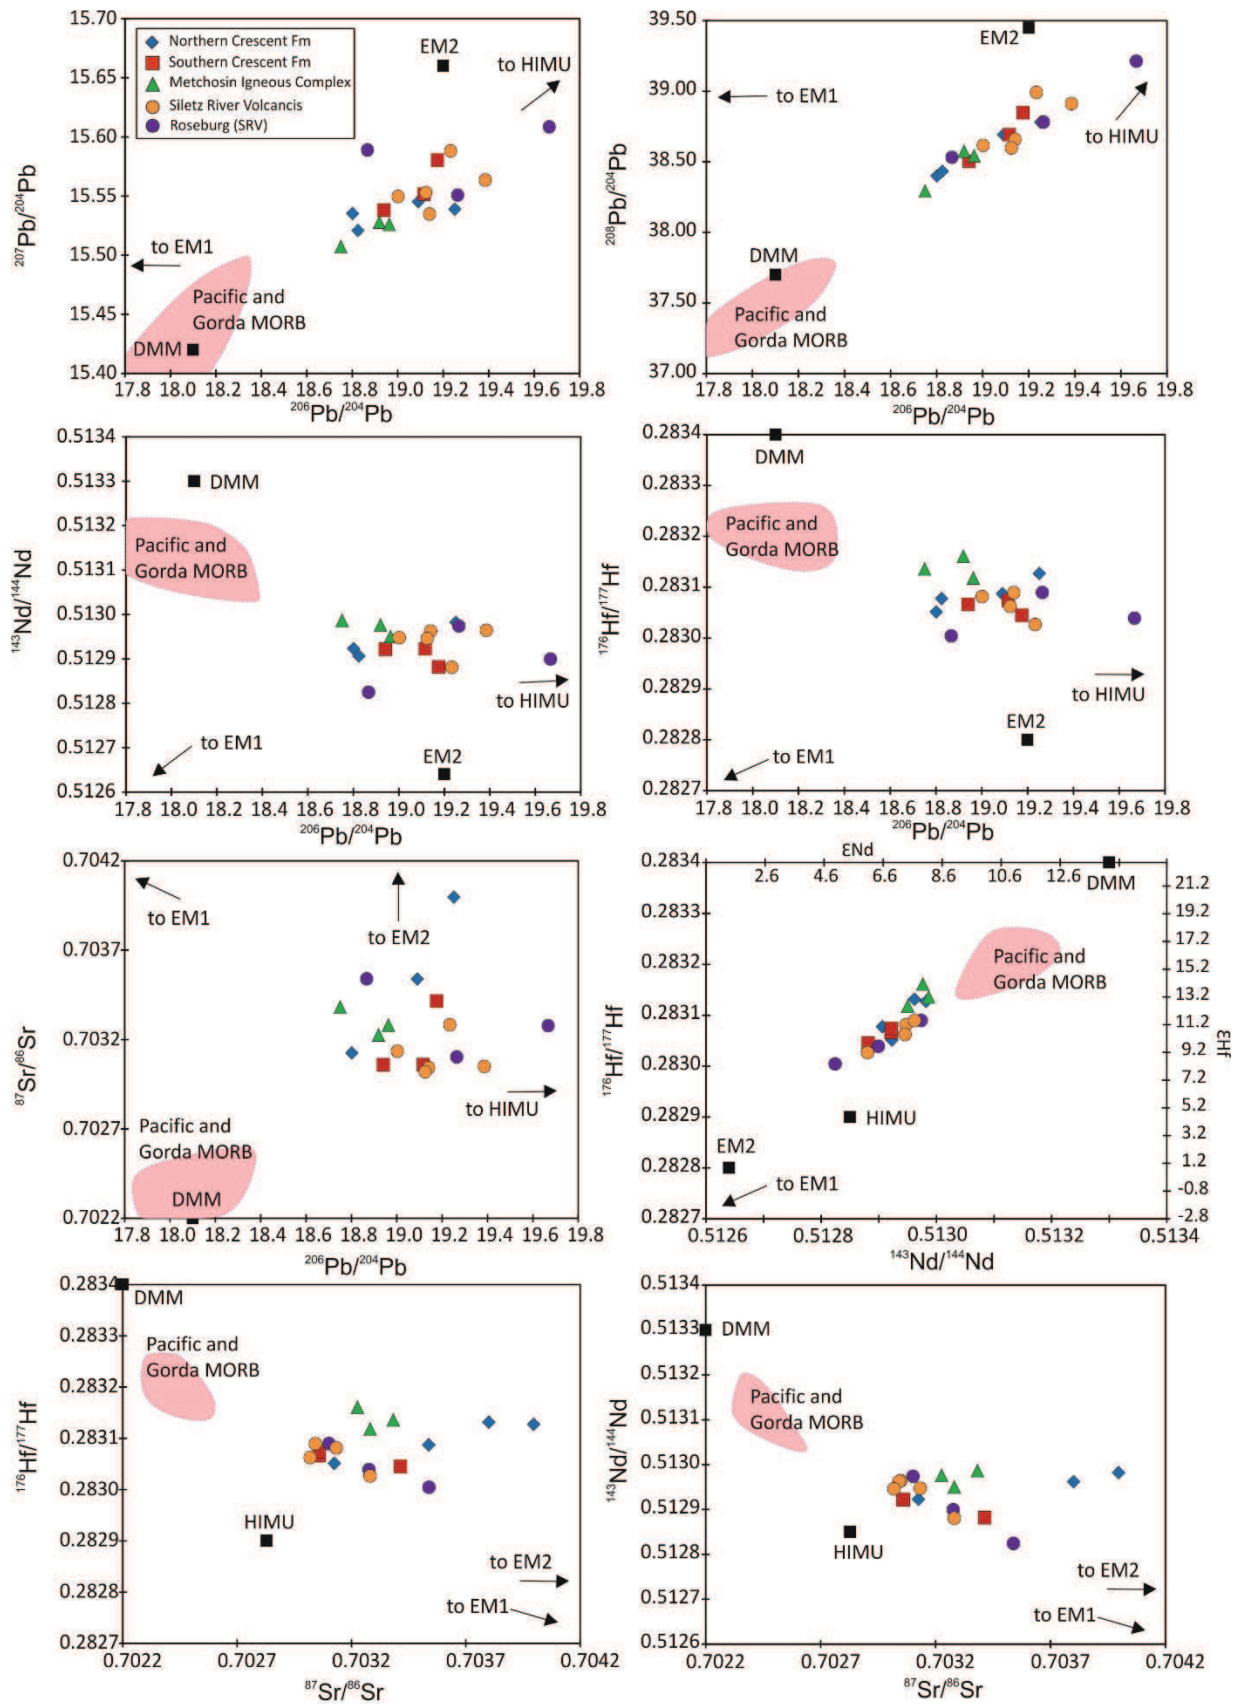 15.70
15.65
15.60
15.55
15.50
15.45
15.40
207Pb/204Pb
Northern Crescent Fm
Southern Crescent Fm
Metchosin Igneous Complex
Siletz River Volcancis
Roseburg (SRV)
EM2
to HIMU
to EM1
Pacific and
Gorda MORB
DMM
17.8 18.1 18.4 18.7 19.0 19.2 19.4 19.6 19.8
206Pb/204Pb
39.50
39.00
38.50
38.00
37.50
37.00
208Pb/204Pb
EM2
to EM1
to HIMU
DMM
Pacific and
Gorda MORB
17.8 18.1 18.4 18.6 18.8 19.0 19.2 19.4 19.6 19.8
206Pb/204Pb
0.5134
0.5133
0.5132
0.5131
0.5130
0.5129
0.5128
0.5127
0.5126
143Nd/144Nd
DMM
Pacific and
Gorda MORB
to HIMU
to EM1
EM2
17.8 18.0 18.2 18.4 18.6 18.8 19.0 19.2 19.4 19.6 19.8
206Pb/204Pb
0.2834
0.2833
0.2832
0.2831
0.2830
0.2829
0.2828
0.2827
176Hf/177Hf
DMM
Pacific and
Gorda MORB
to HIMU
EM2
to EM1
17.8 18.1 18.4 18.6 18.8 19.0 19.2 19.4 19.6 19.8
206Pb/204Pb
0.7042
0.7037
0.7032
0.7027
0.7022
87Sr/86Sr
to EM1
to EM2
to HIMU
Pacific and
Gorda MORB
DMM
17.8 18.0 18.2 18.4 18.6 18.8 19.0 19.2 19.4 19.6 19.8
206Pb/204Pb
εNd
2.6 4.6 6.6 8.6 10.6 12.6
0.2834
0.2833
0.2832
0.2831
0.2830
0.2829
0.2828
0.2827
176Hf/177Hf
DMM
Pacific and
Gorda MORB
HIMU
EM2
to EM1
21.2
19.2
17.2
15.2
13.2
11.2
9.2
7.2
5.2
3.2
1.2
-0.8
-2.8
εHf
0.5126 0.5128 0.5130 0.5132 0.5134
143Nd/144Nd
0.2834
0.2833
0.2832
0.2831
0.2830
0.2829
0.2828
0.2827
176Hf/177Hf
DMM
Pacific and
Gorda MORB
HIMU
to EM2
to EM1
0.7022 0.7027 0.7032 0.7037 0.7042
87Sr/86Sr
0.5134
0.5133
0.5132
0.5131
0.5130
0.5129
0.5128
0.5127
0.5126
143Nd/144Nd
DMM
Pacific and
Gorda MORB
HIMU
to EM2
to EM1
0.7022 0.7027 0.7032 0.7037 0.7042
87Sr/86Sr